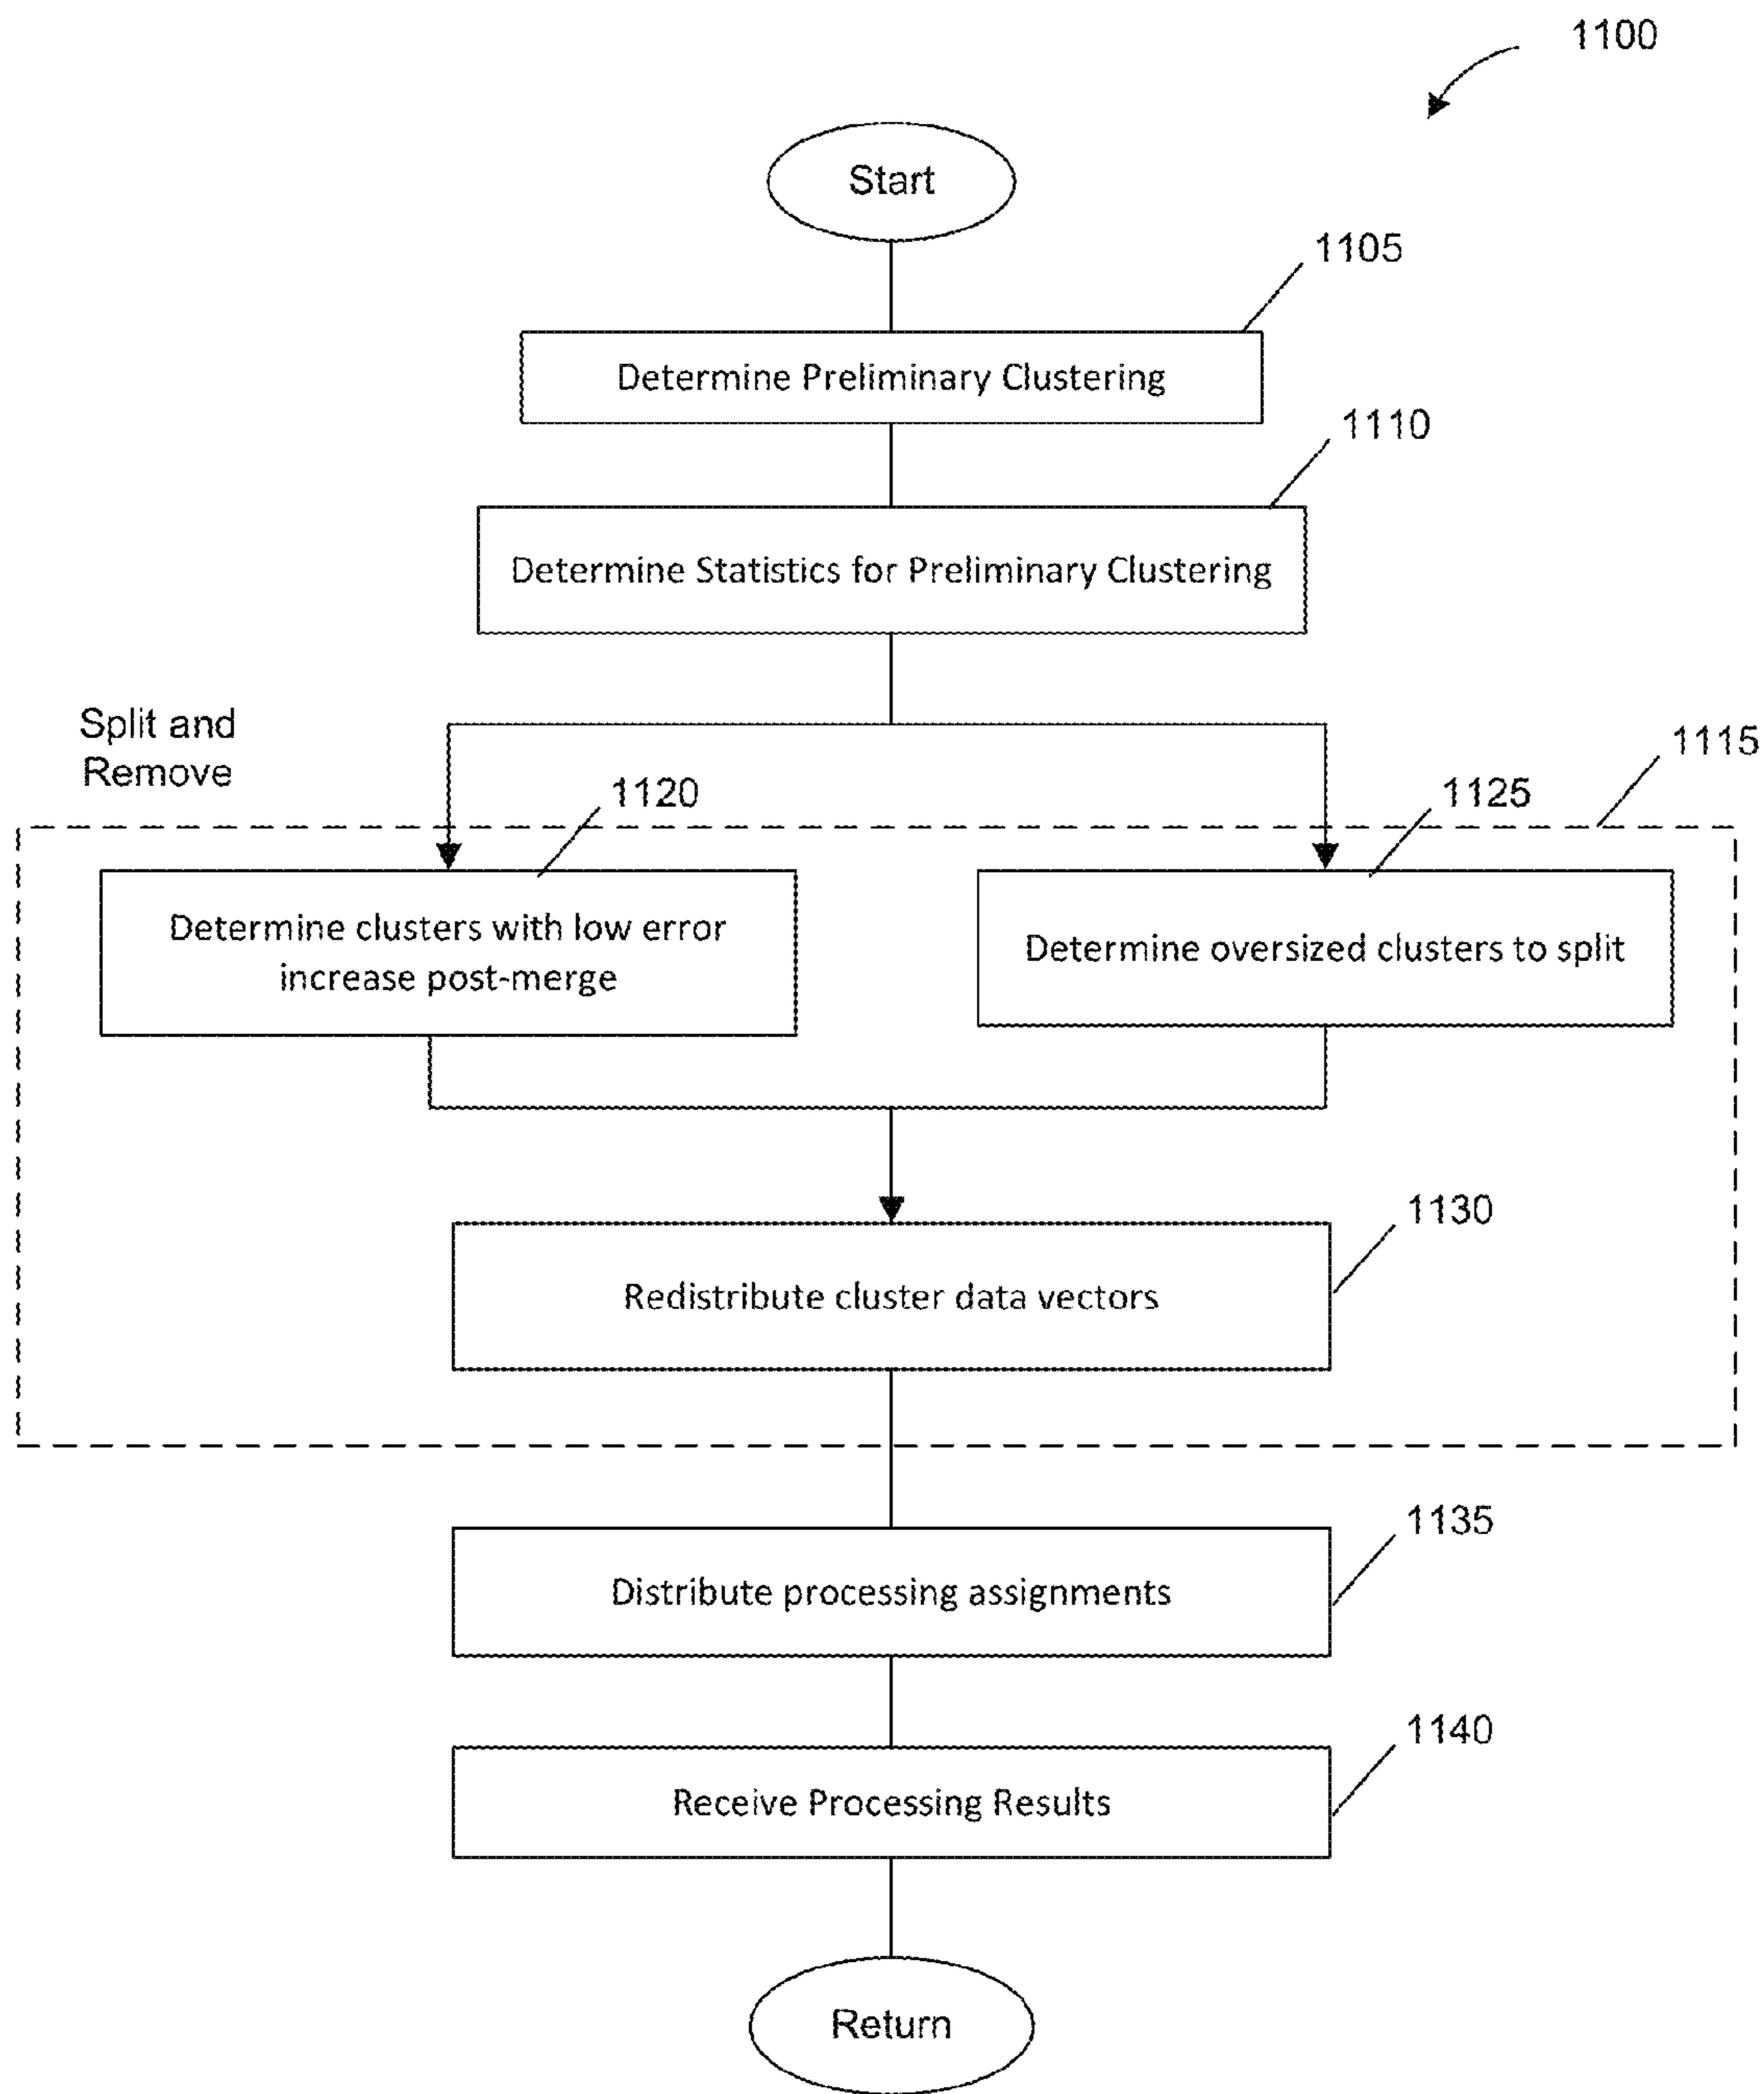 1100
Start
1105
Determine Preliminary Clustering
1110
Determine Statistics for Preliminary Clustering
Split and
Remove
1115
1120
1125
Determine clusters with low error
increase post-merge
Determine oversized clusters to split
1130
Redistribute cluster data vectors
1135
Distribute processing assignments
1140
Receive Processing Results
Return